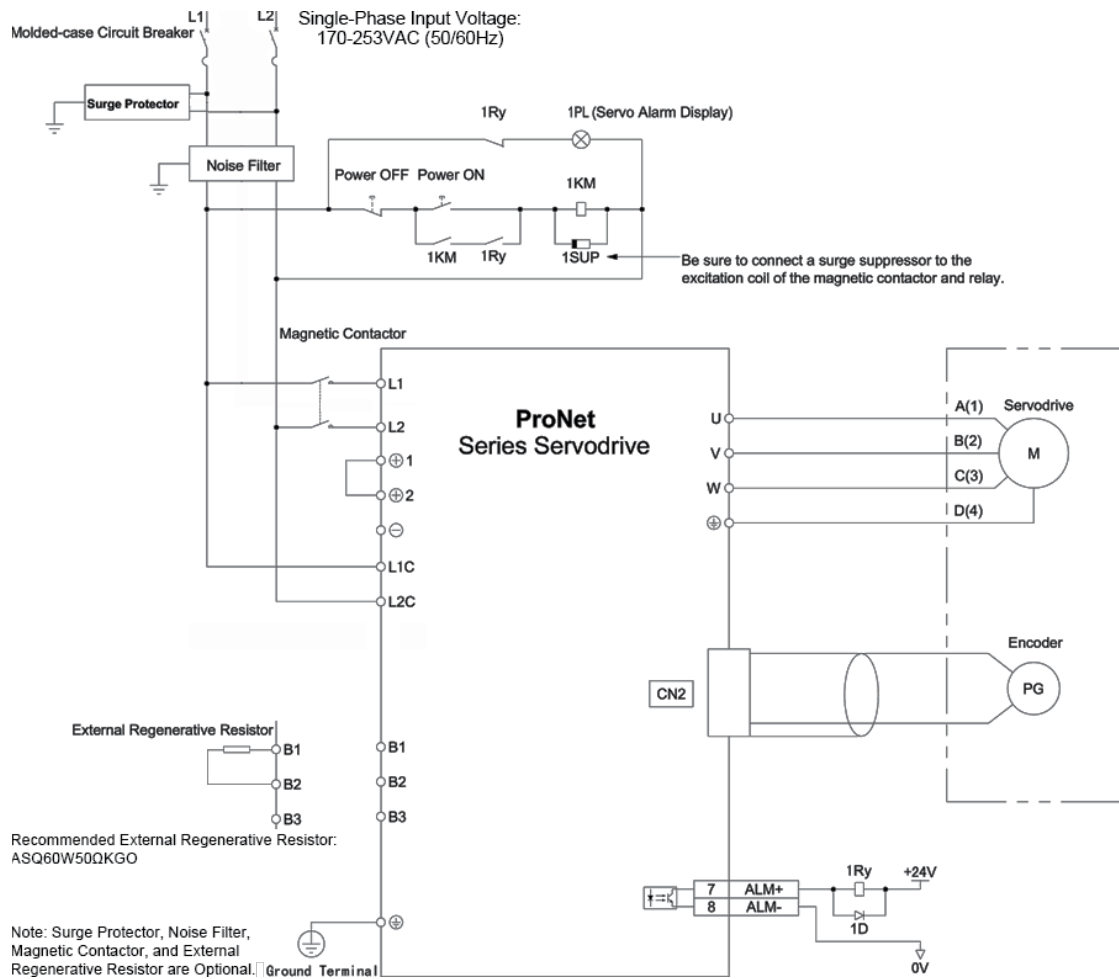 L1
L2
Single-Phase Input Voltage:
170-253VAC (50/60Hz)
Molded-case Circuit Breaker
Surge Protector
1Ry
1PL (Servo Alarm Display)
Noise Filter
Power OFF
Power ON
1KM
1KM
1Ry
1SUP
Be sure to connect a surge suppressor to the
excitation coil of the magnetic contactor and relay.
Magnetic Contactor
L1
L2
1
2
L1C
L2C
ProNet
Series Servodrive
U
V
W
A(1)
B(2)
C(3)
D(4)
Servodrive
M
Encoder
PG
CN2
External Regenerative Resistor
B1
B2
B3
B1
B2
B3
Recommended External Regenerative Resistor:
ASQ60W50ΩKGO
7 ALM+
8 ALM-
1Ry
+24V
1D
0V
Note: Surge Protector, Noise Filter,
Magnetic Contactor, and External
Regenerative Resistor are Optional.
Ground Terminal